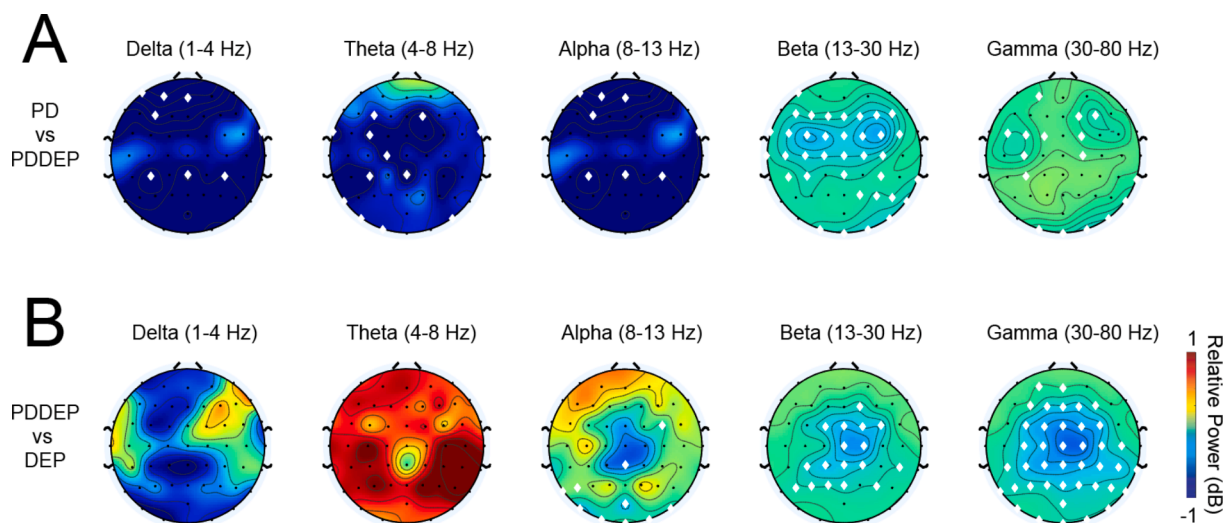 A
Delta (1-4 Hz)
Theta (4-8 Hz)
Alpha (8-13 Hz)
Beta (13-30 Hz)
Gamma (30-80 Hz)
PD
vs
PDDEP
B
Delta (1-4 Hz)
Theta (4-8 Hz)
Alpha (8-13 Hz)
Beta (13-30 Hz)
Gamma (30-80 Hz)
PDDEP
vs
DEP
1
Relative Power (dB)
-1